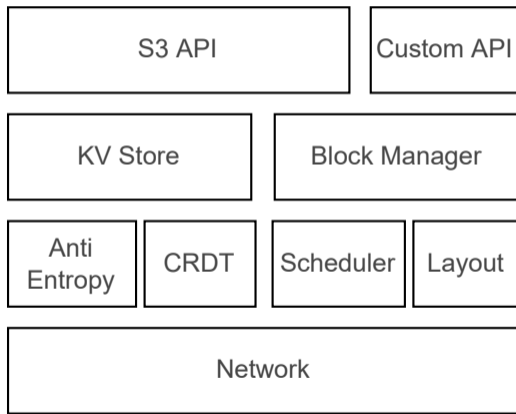 S3 API
Custom API
KV Store
Block Manager
Anti
Entropy
CRDT
Scheduler
Layout
Network